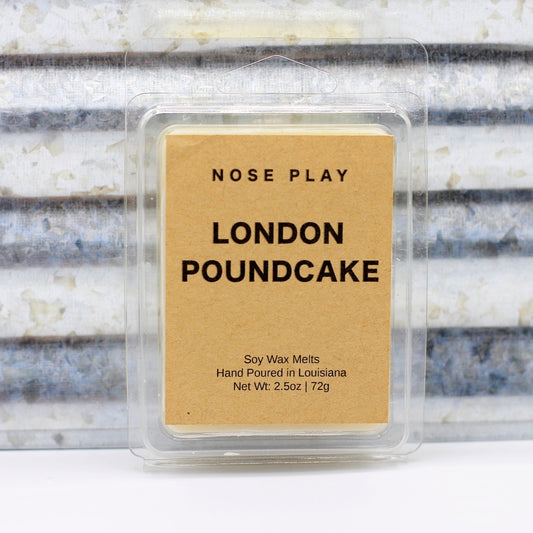 NOSE PLAY
LONDON
POUNDCAKE
Soy Wax Melts
Hand Poured in Louisiana
Net Wt: 2.5oz | 72g